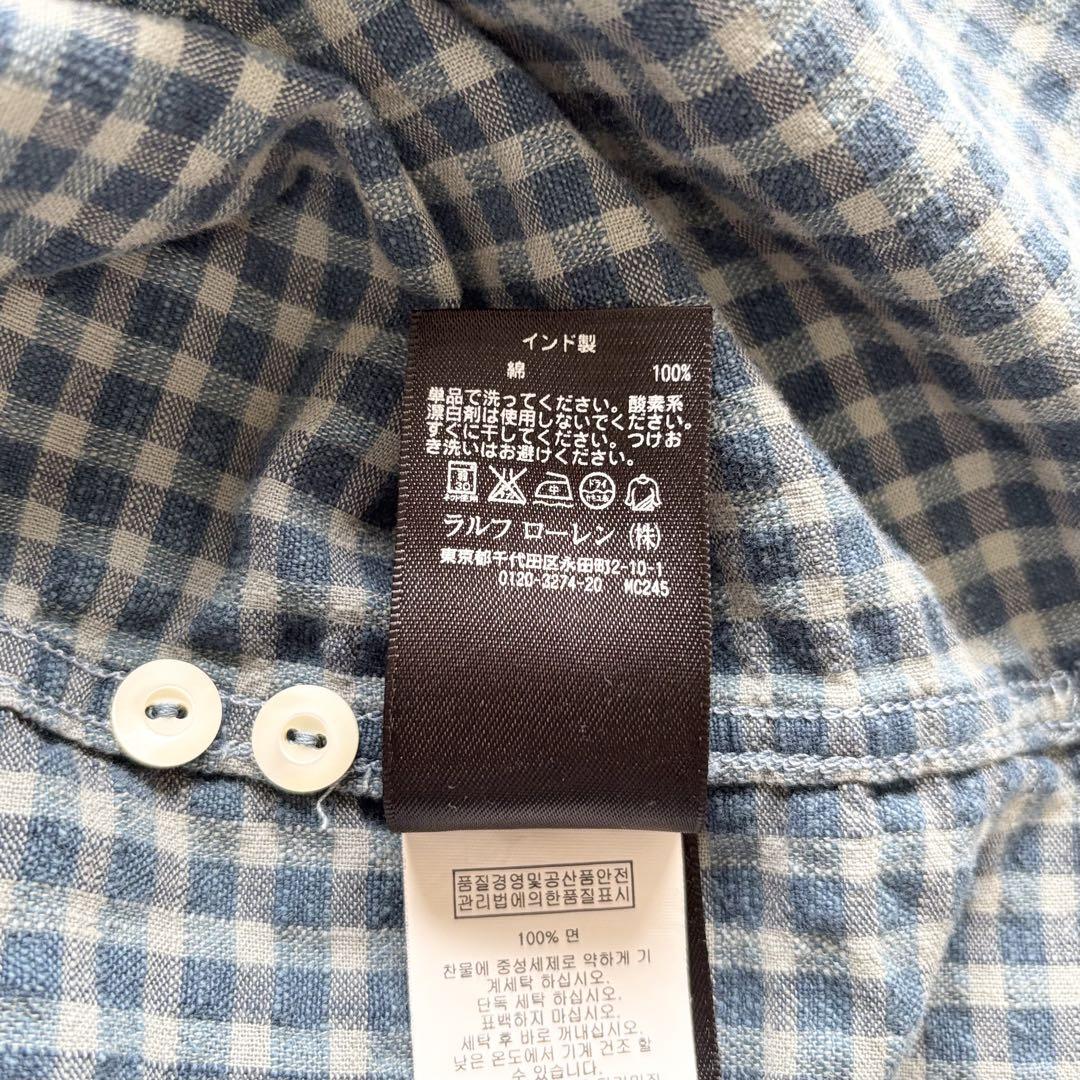 インド製
綿 100%
単品で洗ってください。酸素系
漂白剤は使用しないでください。
すぐに干してください。つけお
き洗いはお避けください。
中
ドライ
ラルフ ローレン (株)
東京都千代田区永田町2-10-1
0120-3274-20 MC245
품질경영및공산품안전
관리법에의한품질표시
100% 면
찬물에 중성세제로 약하게 기
계세탁 하십시오.
단독 세탁 하십시오.
표백하지 마십시오.
세탁 후 바로 꺼내십시오.
낮은 온도에서 기계 건조 할
수 있습니다.